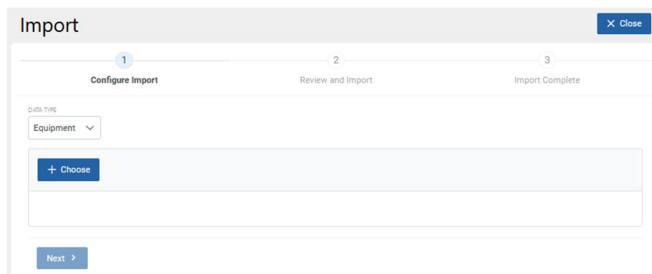 Import
× Close
1
2
3
Configure Import
Review and Import
Import Complete
DATA TYPE
Equipment
+ Choose
Next >